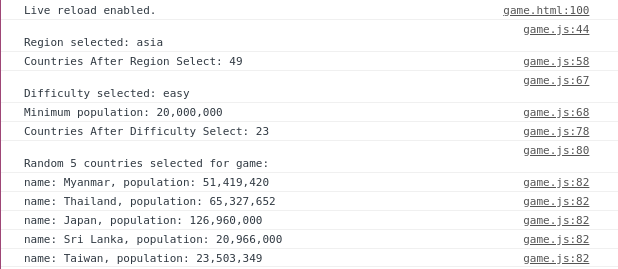 Live reload enabled. game.html:100
game.js:44
Region selected: asia
Countries After Region Select: 49 game.js:58
game.js:67
Difficulty selected: easy
Minimum population: 20,000,000 game.js:68
Countries After Difficulty Select: 23 game.js:78
game.js:80
Random 5 countries selected for game:
name: Myanmar, population: 51,419,420 game.js:82
name: Thailand, population: 65,327,652 game.js:82
name: Japan, population: 126,960,000 game.js:82
name: Sri Lanka, population: 20,966,000 game.js:82
name: Taiwan, population: 23,503,349 game.js:82